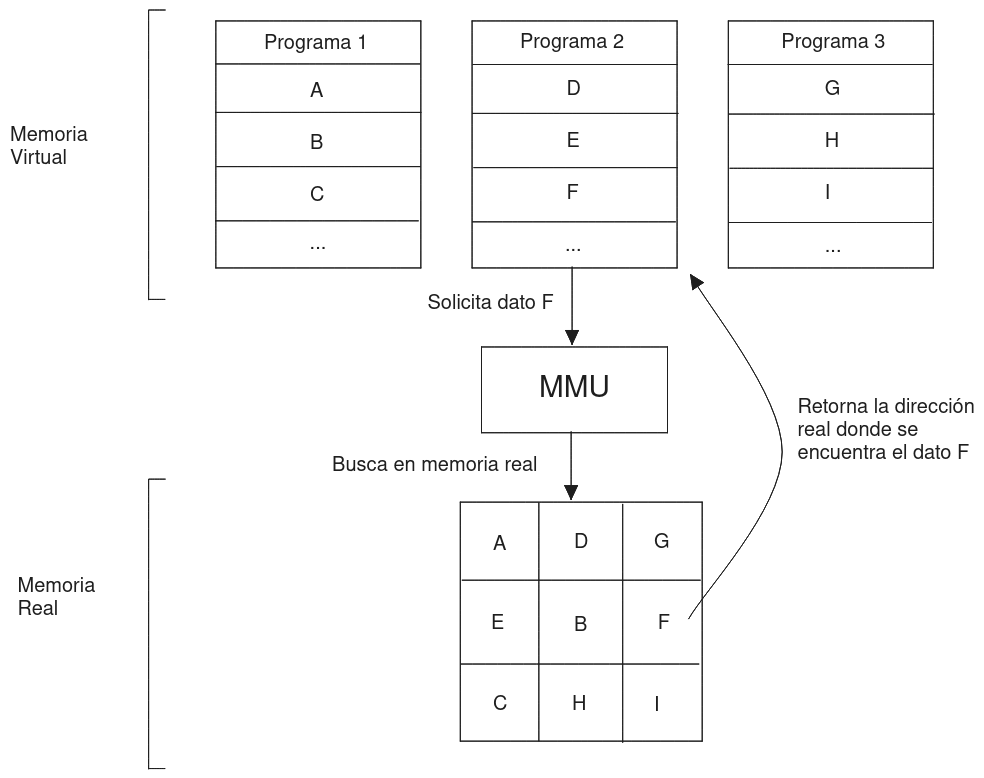 Programa 1
Programa 2
Programa 3
A
D
G
Memoria
Virtual
B
E
H
C
F
I
...
...
...
Solicita dato F
MMU
Retorna la dirección
real donde se
encuentra el dato F
Busca en memoria real
Memoria
Real
A
D
G
E
B
F
C
H
I